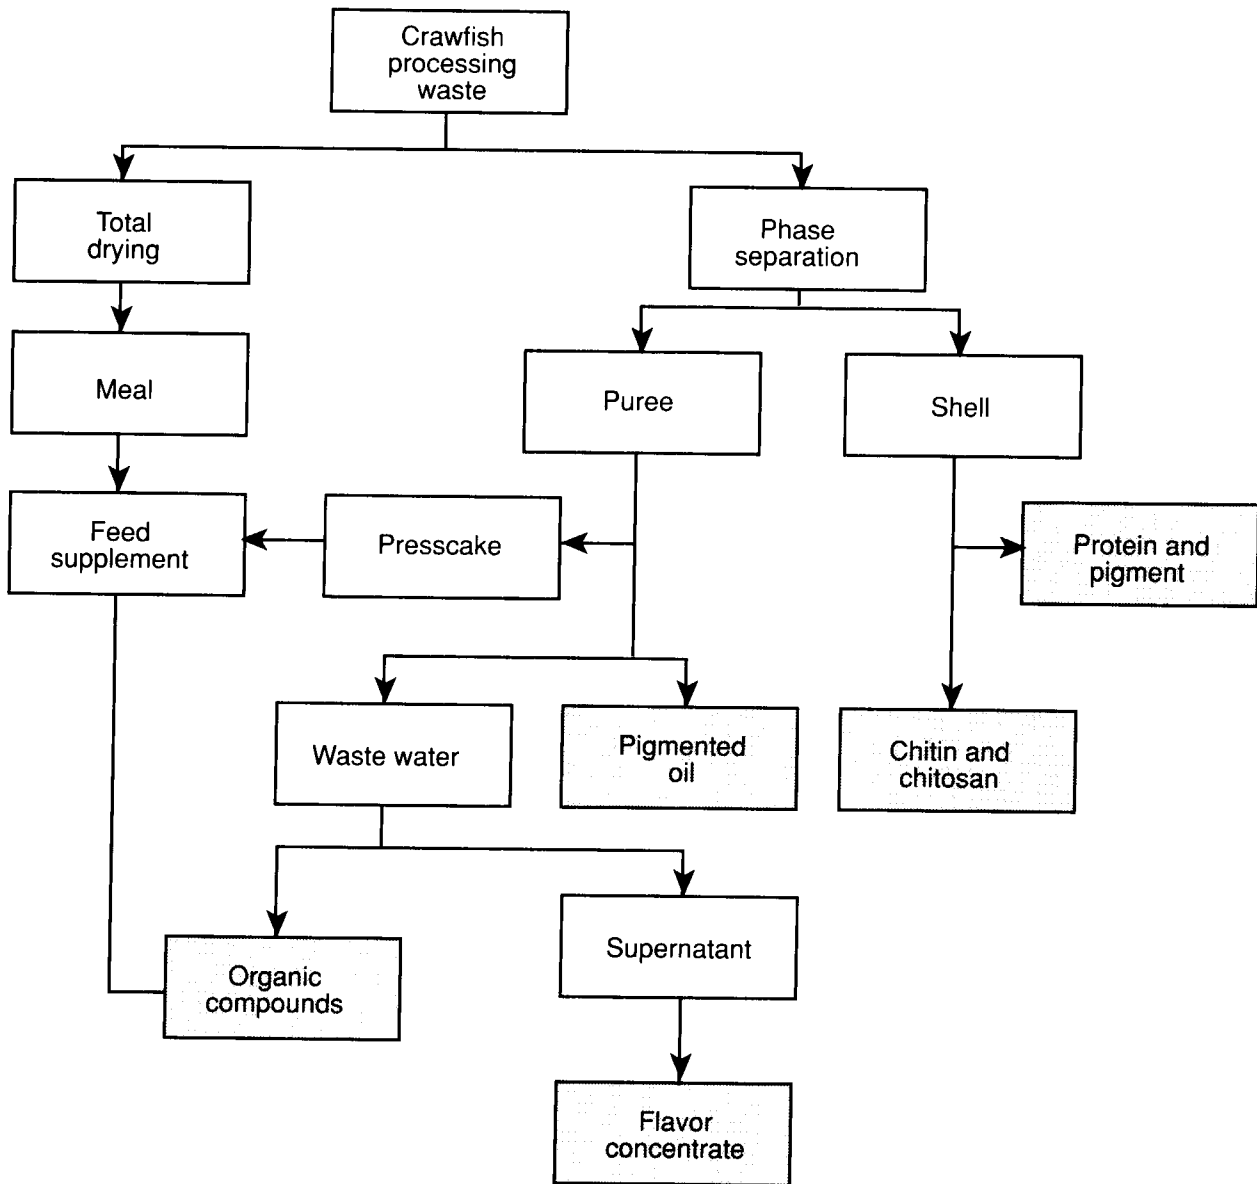 Crawfish
processing
waste
Total
drying
Phase
separation
Meal
Puree
Shell
Feed
supplement
Presscake
Protein and
pigment
Waste water
Pigmented
oil
Chitin and
chitosan
Organic
compounds
Supernatant
Flavor
concentrate